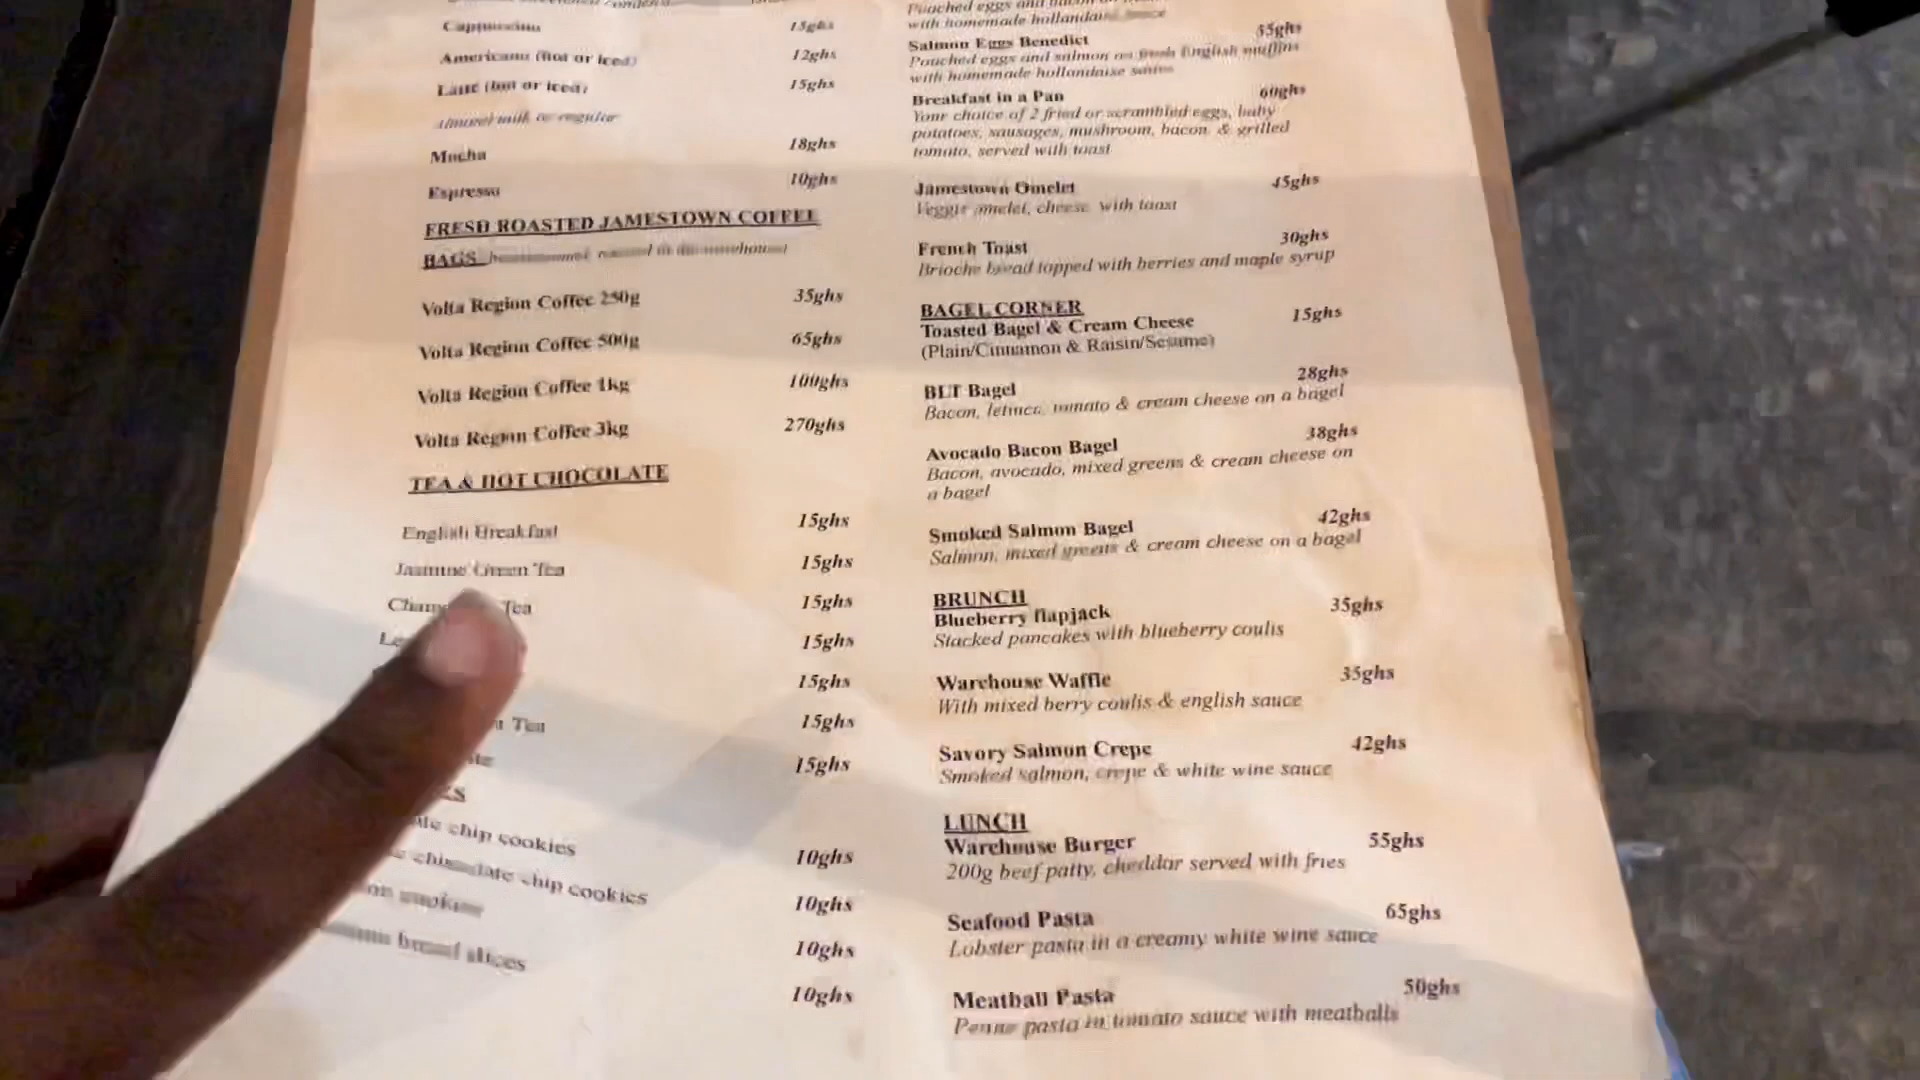 Cappuccino 15ghs
Americano (hot or iced) 12ghs
Latte (hot or iced) 15ghs
Almond milk or regular
Mocha 18ghs
Espresso 10ghs
FRESH ROASTED JAMESTOWN COFFEE
BAGS
Volta Region Coffee 250g 35ghs
Volta Region Coffee 500g 65ghs
Volta Region Coffee 1kg 100ghs
Volta Region Coffee 3kg 270ghs
TEA & HOT CHOCOLATE
English Breakfast 15ghs
Jasmine Green Tea 15ghs
Tea 15ghs
15ghs
15ghs
Tea 15ghs
15ghs
chip cookies 10ghs
chip cookies 10ghs
10ghs
bread slices 10ghs
Poached eggs and bacon on
with homemade hollandaise sauce
Salmon Eggs Benedict 55ghs
Poached eggs and salmon on fresh English muffins
with homemade hollandaise sauce
Breakfast in a Pan 60ghs
Your choice of 2 fried or scrambled eggs, baby
potatoes, sausages, mushroom, bacon & grilled
tomato, served with toast
Jamestown Omelet 45ghs
Veggie omelet, cheese with toast
French Toast 30ghs
Brioche bread topped with berries and maple syrup
BAGEL CORNER
Toasted Bagel & Cream Cheese 15ghs
(Plain/Cinnamon & Raisin/Sesame)
BLT Bagel 28ghs
Bacon, lettuce, tomato & cream cheese on a bagel
Avocado Bacon Bagel 38ghs
Bacon, avocado, mixed greens & cream cheese on
a bagel
Smoked Salmon Bagel 42ghs
Salmon, mixed greens & cream cheese on a bagel
BRUNCH
Blueberry flapjack 35ghs
Stacked pancakes with blueberry coulis
Warehouse Waffle 35ghs
With mixed berry coulis & english sauce
Savory Salmon Crepe 42ghs
Smoked salmon, crepe & white wine sauce
LUNCH
Warehouse Burger 55ghs
200g beef patty, cheddar served with fries
Seafood Pasta 65ghs
Lobster pasta in a creamy white wine sauce
Meatball Pasta 50ghs
Penne pasta in tomato sauce with meatballs